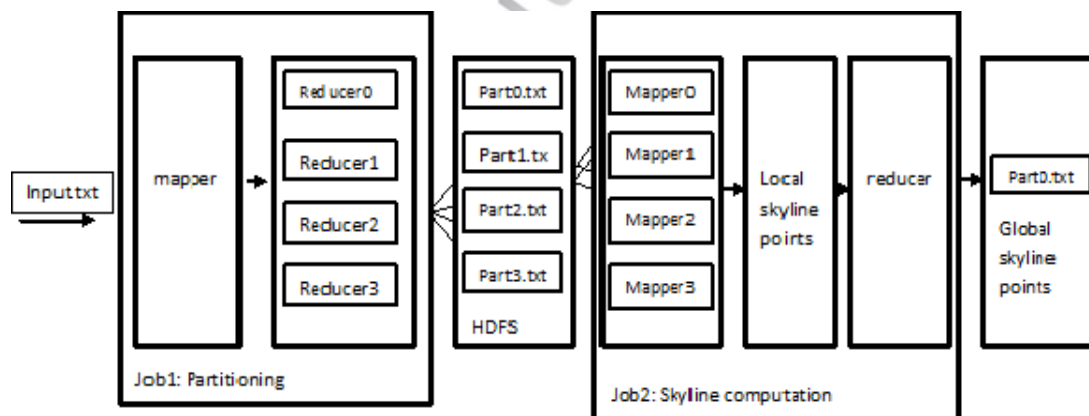 Input.txt
mapper
Reducer0
Reducer1
Reducer2
Reducer3
Job1: Partitioning
Part0.txt
Part1.tx
Part2.txt
Part3.txt
HDFS
Mapper0
Mapper1
Mapper2
Mapper3
Local
skyline
points
reducer
Job2: Skyline computation
Part0.txt
Global
skyline
points